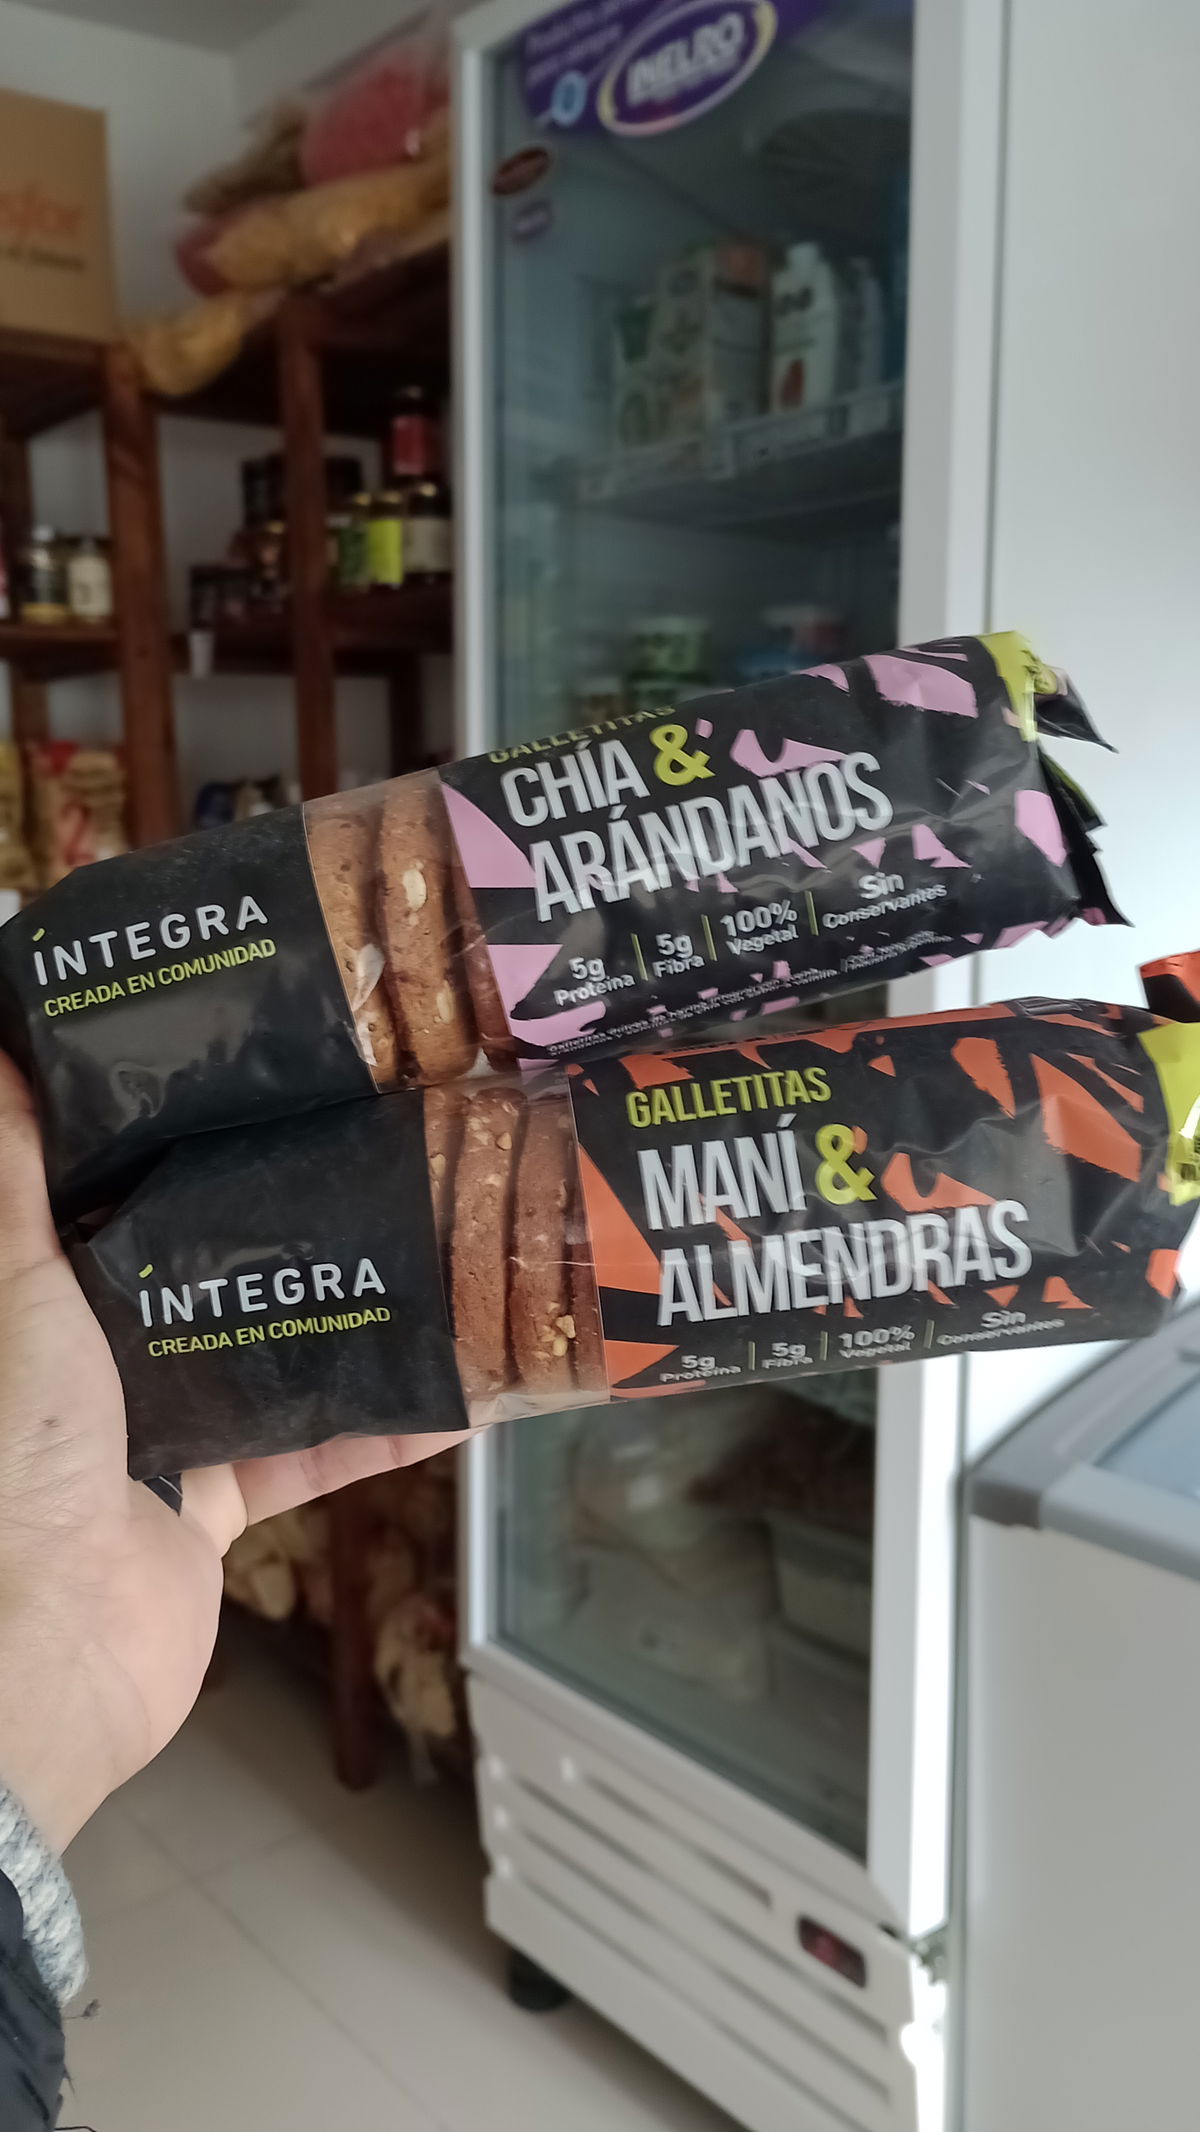 INELRO
GALLETITAS
CHÍA &
ARÁNDANOS
5g
Proteína
5g
Fibra
100%
Vegetal
Sin
Conservantes
ÍNTEGRA
CREADA EN COMUNIDAD
GALLETITAS
MANÍ &
ALMENDRAS
5g
Proteína
5g
Fibra
100%
Vegetal
Sin
Conservantes
ÍNTEGRA
CREADA EN COMUNIDAD